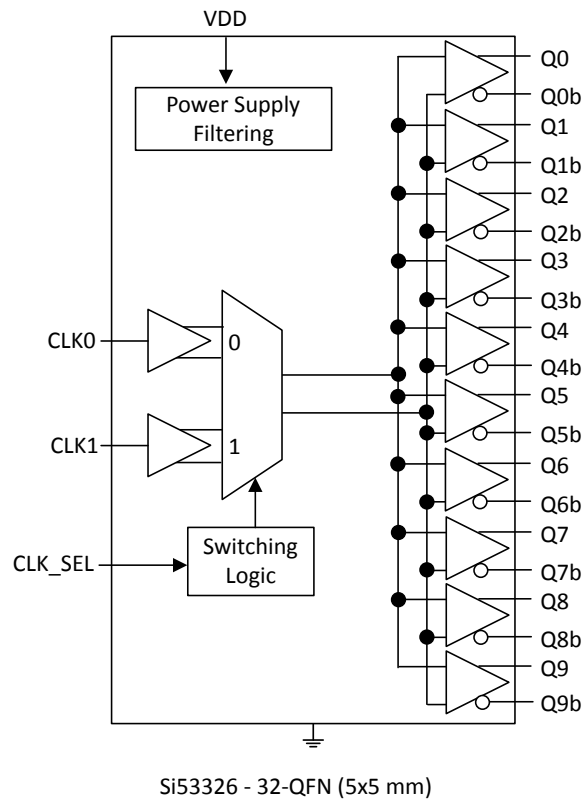 VDD
Power Supply
Filtering
CLK0
0
CLK1
1
CLK_SEL
Switching
Logic
Q0
Q0b
Q1
Q1b
Q2
Q2b
Q3
Q3b
Q4
Q4b
Q5
Q5b
Q6
Q6b
Q7
Q7b
Q8
Q8b
Q9
Q9b
Si53326 - 32-QFN (5x5 mm)